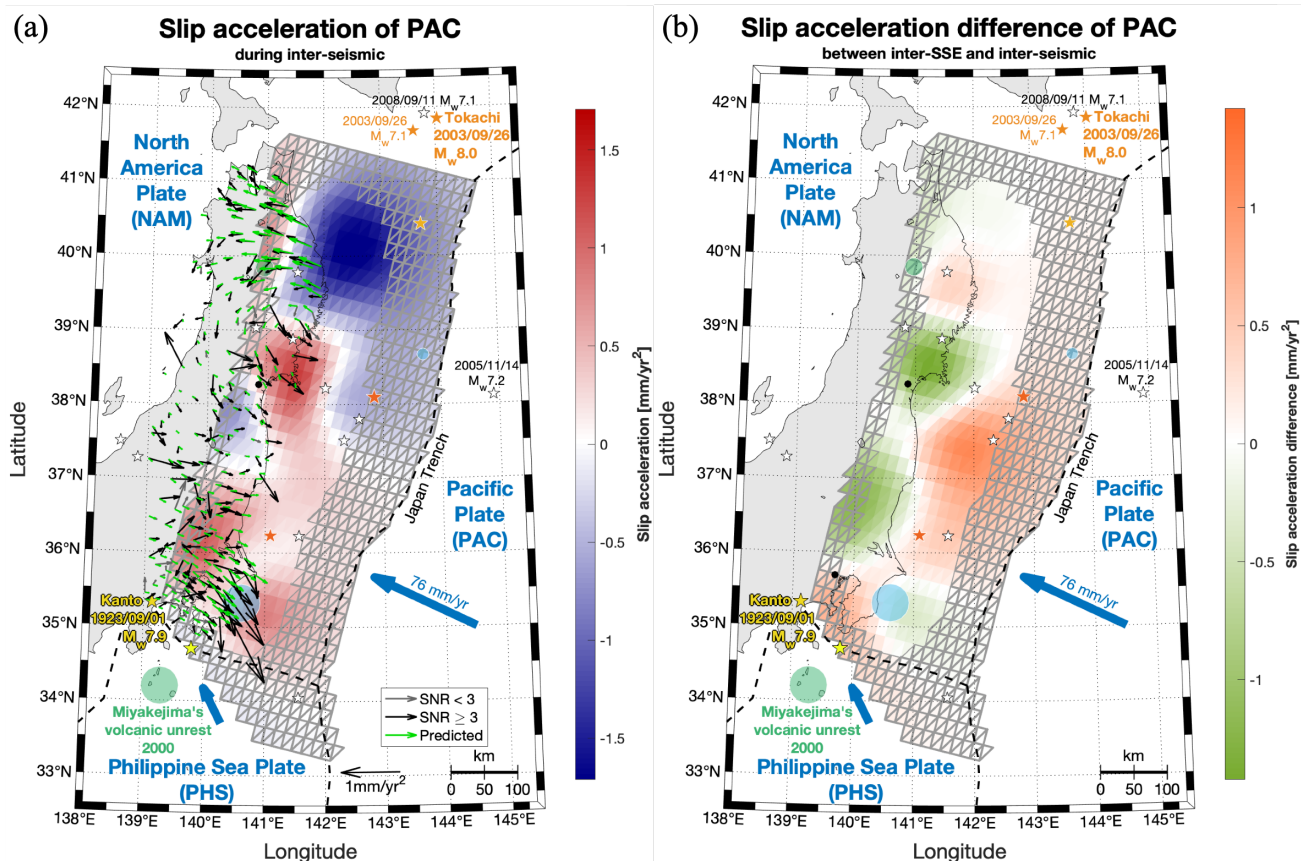 (a)
Slip acceleration of PAC
during inter-seismic
42°N
41°N
40°N
39°N
38°N
37°N
36°N
35°N
34°N
33°N
Latitude
138°E
139°E
140°E
141°E
142°E
143°E
144°E
145°E
Longitude
North
America
Plate
(NAM)
2008/09/11 Mw7.1
2003/09/26
Mw7.1
Tokachi
2003/09/26
Mw8.0
2005/11/14
Mw7.2
Japan Trench
Pacific
Plate
(PAC)
76 mm/yr
Kanto
1923/09/01
Mw7.9
Miyakejima's
volcanic unrest
2000
Philippine Sea Plate
(PHS)
SNR < 3
SNR ≥ 3
Predicted
1mm/yr²
km
0 50 100
1.5
1
0.5
0
-0.5
-1
-1.5
Slip acceleration [mm/yr²]
(b)
Slip acceleration difference of PAC
between inter-SSE and inter-seismic
42°N
41°N
40°N
39°N
38°N
37°N
36°N
35°N
34°N
33°N
Latitude
138°E
139°E
140°E
141°E
142°E
143°E
144°E
145°E
Longitude
North
America
Plate
(NAM)
2008/09/11 Mw7.1
2003/09/26
Mw7.1
Tokachi
2003/09/26
Mw8.0
2005/11/14
Mw7.2
Japan Trench
Pacific
Plate
(PAC)
76 mm/yr
Kanto
1923/09/01
Mw7.9
Miyakejima's
volcanic unrest
2000
Philippine Sea Plate
(PHS)
km
0 50 100
1
0.5
0
-0.5
-1
Slip acceleration difference [mm/yr²]